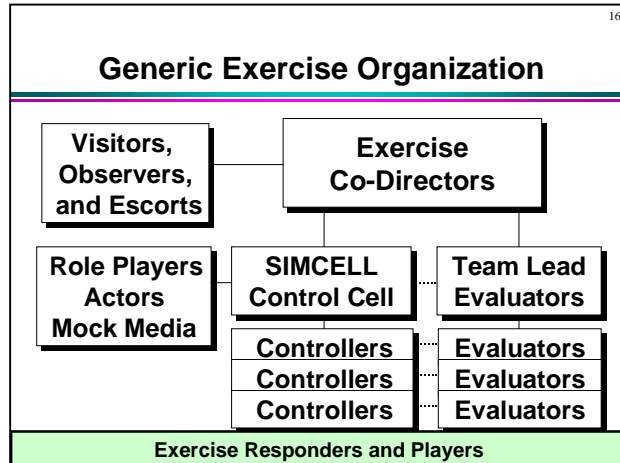 16
Generic Exercise Organization
Visitors,
Observers,
and Escorts
Exercise
Co-Directors
Role Players
Actors
Mock Media
SIMCELL
Control Cell
Team Lead
Evaluators
Controllers
Evaluators
Controllers
Evaluators
Controllers
Evaluators
Exercise Responders and Players